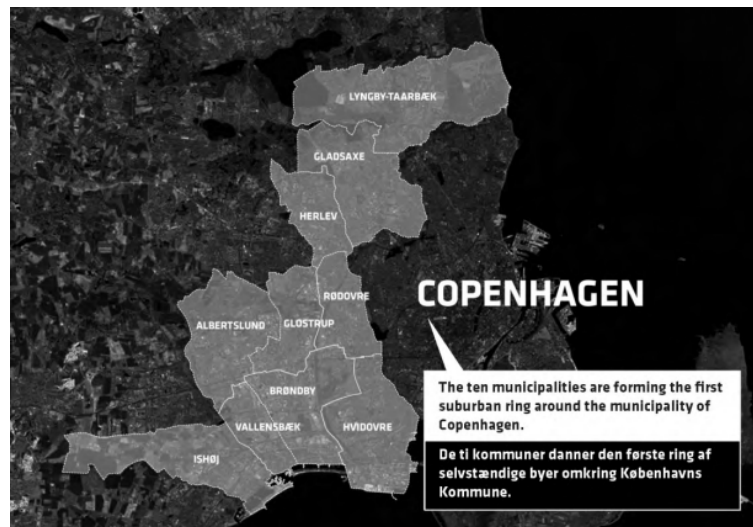 LYNGBY-TAARBÆK
GLADSAXE
HERLEV
RØDOVRE
COPENHAGEN
ALBERTSLUND
GLOSTRUP
BRØNDBY
VALLENSBÆK
HVIDOVRE
ISHØJ
The ten municipalities are forming the first
suburban ring around the municipality of
Copenhagen.
De ti kommuner danner den første ring af
selvstændige byer omkring Københavns
Kommune.